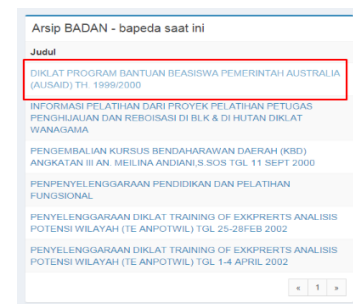 Arsip BADAN - bapeda saat ini
Judul
DIKLAT PROGRAM BANTUAN BEASISWA PEMERINTAH AUSTRALIA
(AUSAID) TH. 1999/2000
INFORMASI PELATIHAN DARI PROYEK PELATIHAN PETUGAS
PENGHIJAUAN DAN REBOISASI DI BLK & DI HUTAN DIKLAT
WANAGAMA
PENGEMBALIAN KURSUS BENDAHARAWAN DAERAH (KBD)
ANGKATAN III AN. MEILINA ANDIANI,S.SOS TGL 11 SEPT 2000
PENPENYELENGGARAAN PENDIDIKAN DAN PELATIHAN
FUNGSIONAL
PENYELENGGARAAN DIKLAT TRAINING OF EXKPRERTS ANALISIS
POTENSI WILAYAH (TE ANPOTWIL) TGL 25-28FEB 2002
PENYELENGGARAAN DIKLAT TRAINING OF EXKPRERTS ANALISIS
POTENSI WILAYAH (TE ANPOTWIL) TGL 1-4 APRIL 2002
« 1 »